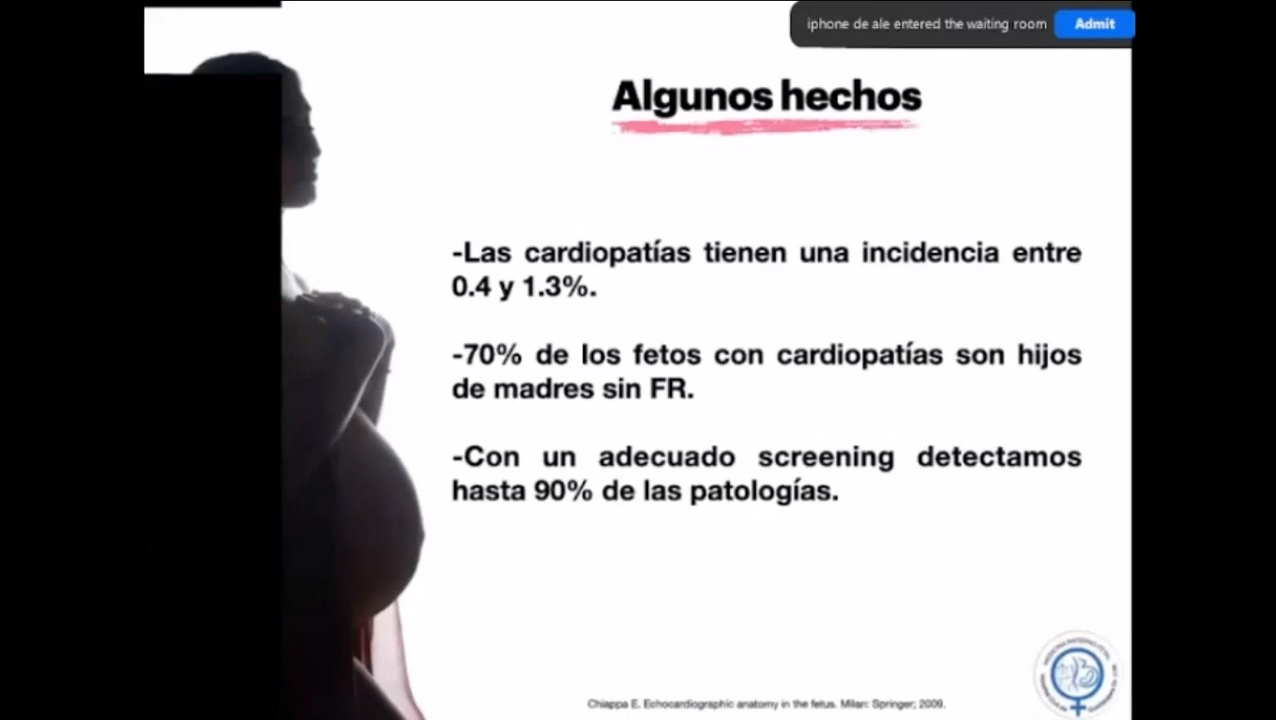 iphone de ale entered the waiting room
Admit
Algunos hechos
-Las cardiopatías tienen una incidencia entre
0.4 y 1.3%.
-70% de los fetos con cardiopatías son hijos
de madres sin FR.
-Con un adecuado screening detectamos
hasta 90% de las patologías.
Chiappa E. Echocardiographic anatomy in the fetus. Milan: Springer; 2009.